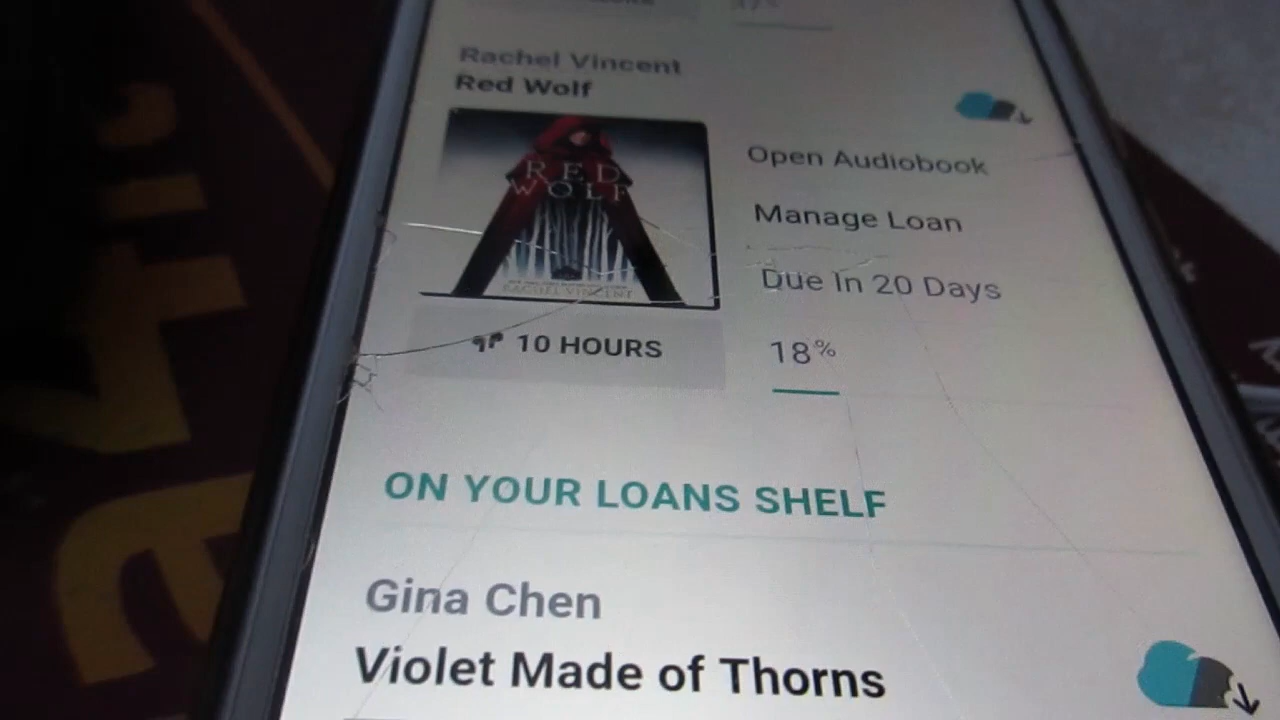 Rachel Vincent
Red Wolf
RED
WOLF
RACHEL VINCENT
Open Audiobook
Manage Loan
Due In 20 Days
10 HOURS
18%
ON YOUR LOANS SHELF
Gina Chen
Violet Made of Thorns